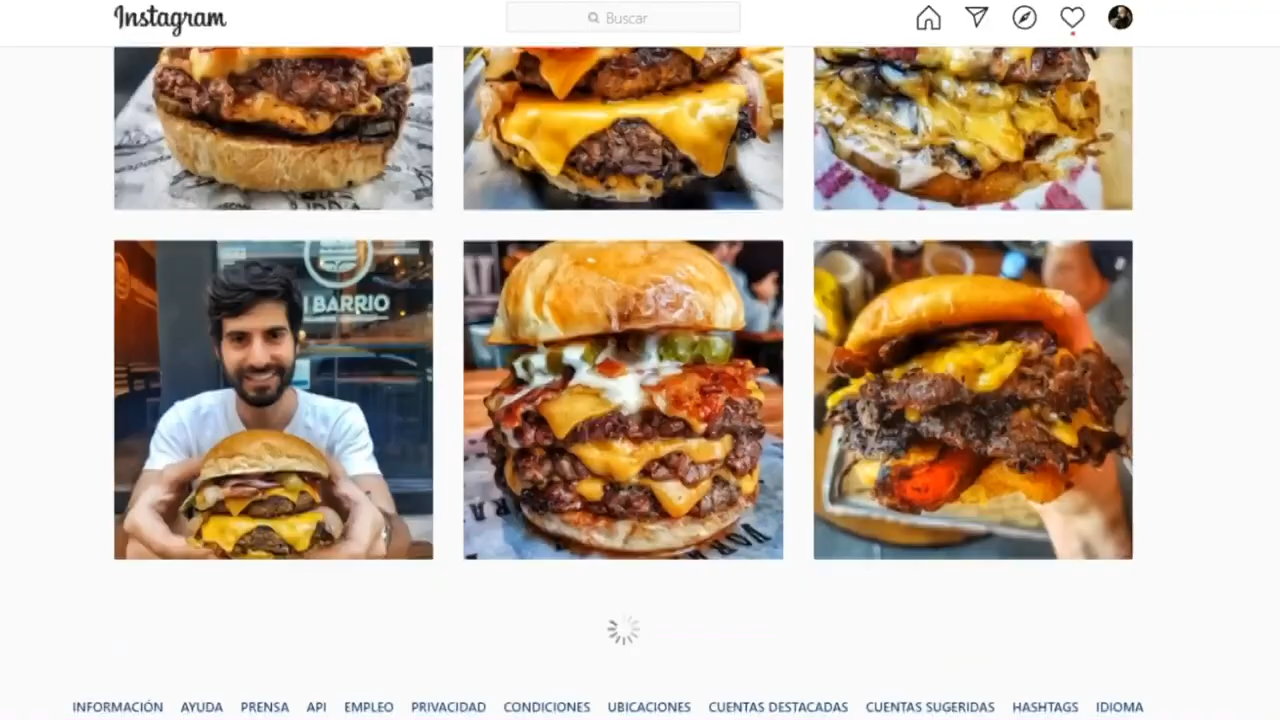 Instagram
Buscar
BARRIO
INFORMACIÓN AYUDA PRENSA API EMPLEO PRIVACIDAD CONDICIONES UBICACIONES CUENTAS DESTACADAS CUENTAS SUGERIDAS HASHTAGS IDIOMA